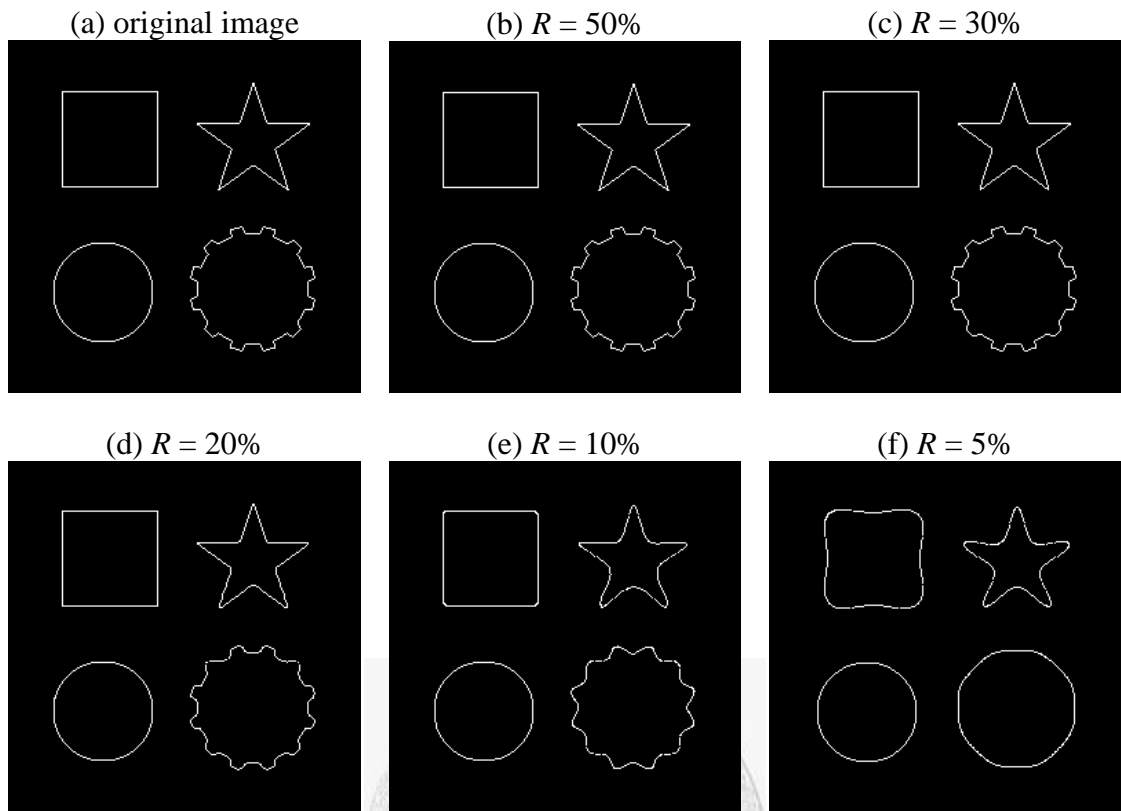 (a) original image
(b) R = 50%
(c) R = 30%
(d) R = 20%
(e) R = 10%
(f) R = 5%